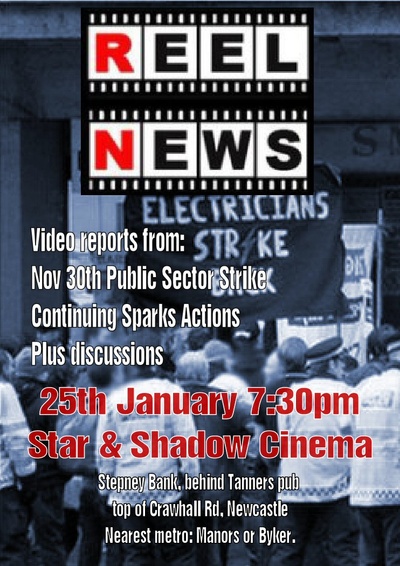 REEL
NEWS
SM
ELECTRICIANS
STRIKE
Video reports from:
Nov 30th Public Sector Strike
Continuing Sparks Actions
Plus discussions
25th January 7:30pm
Star & Shadow Cinema
Stepney Bank, behind Tanners pub
top of Crawhall Rd, Newcastle
Nearest metro: Manors or Byker.